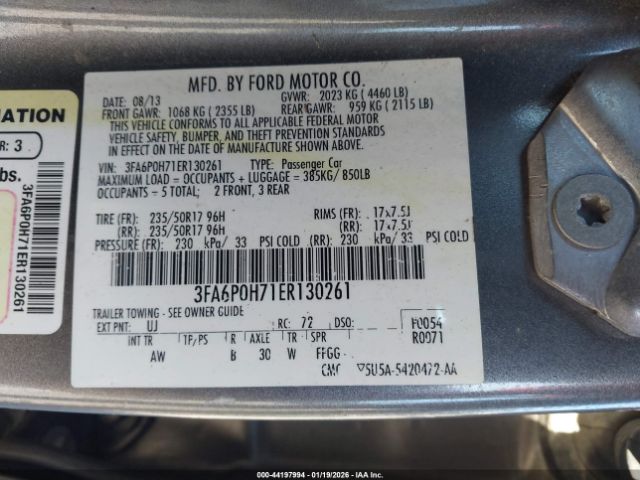 MFD. BY FORD MOTOR CO.
DATE: 08/13 GVWR: 2023 KG ( 4460 LB)
FRONT GAWR: 1068 KG ( 2355 LB) REAR GAWR: 959 KG ( 2115 LB)
THIS VEHICLE CONFORMS TO ALL APPLICABLE FEDERAL MOTOR
VEHICLE SAFETY, BUMPER, AND THEFT PREVENTION STANDARDS
IN EFFECT ON THE DATE OF MANUFACTURE SHOWN ABOVE.
VIN: 3FA6P0H71ER130261 TYPE: Passenger Car
MAXIMUM LOAD = OCCUPANTS + LUGGAGE = 385KG/ 850LB
OCCUPANTS = 5 TOTAL: 2 FRONT, 3 REAR
TIRE (FR): 235/50R17 96H RIMS (FR): 17x7.5J
(RR): 235/50R17 96H (RR): 17x7.5J
PRESSURE (FR): 230 kPa/ 33 PSI COLD (RR): 230 kPa/ 33 PSI COLD
3FA6P0H71ER130261
TRAILER TOWING - SEE OWNER GUIDE
EXT PNT: UJ RC: 72 DSO: F0054
INT TR TP/PS R AXLE TR SPR R0071
AW B 30 W FFGG
CMC 5U5A-5420472-AA
R: 3
bs.
3FA6P0H71ER130261
000-44197994 - 01/19/2026 - IAA Inc.